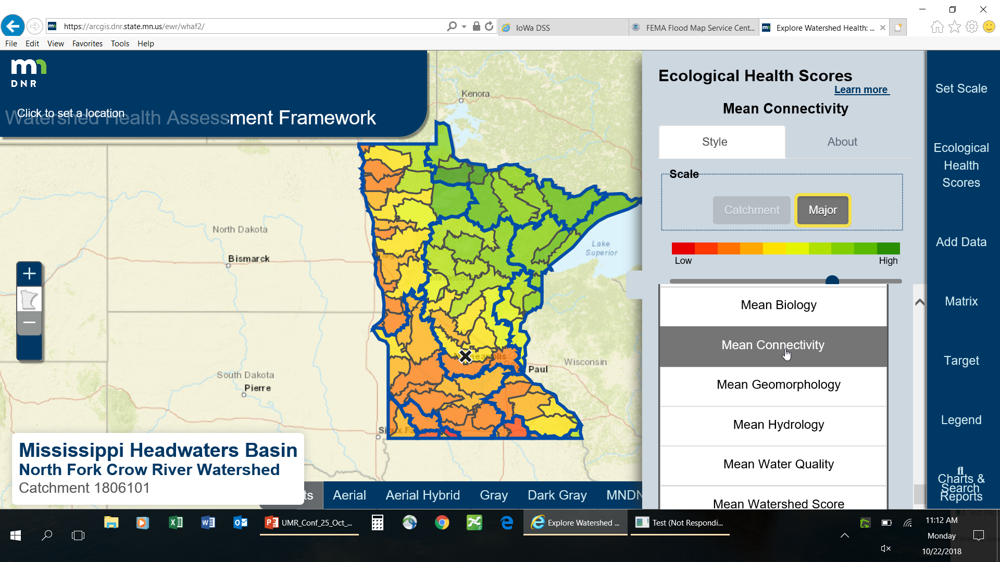 https://arcgis.dnr.state.mn.us/ewr/whaf2/
IoWa DSS
FEMA Flood Map Service Cent...
Explore Watershed Health: ...
File Edit View Favorites Tools Help
mn
DNR
Click to set a location
Watershed Health Assessment Framework
Kenora
North Dakota
Bismarck
South Dakota
Pierre
Lake
Superior
Minneso
Minneapolis
Paul
Wisconsin
Mississippi Headwaters Basin
North Fork Crow River Watershed
Catchment 1806101
Aerial Aerial Hybrid Gray Dark Gray MNDN
Ecological Health Scores
Learn more
Mean Connectivity
Style About
Scale
Catchment Major
Low High
Mean Biology
Mean Connectivity
Mean Geomorphology
Mean Hydrology
Mean Water Quality
Mean Watershed Score
Set Scale
Ecological
Health
Scores
Add Data
Matrix
Target
Legend
Charts &
Search
Reports
UMR_Conf_25_Oct_...
Explore Watershed ...
Test (Not Respondi...
11:12 AM
Monday
10/22/2018